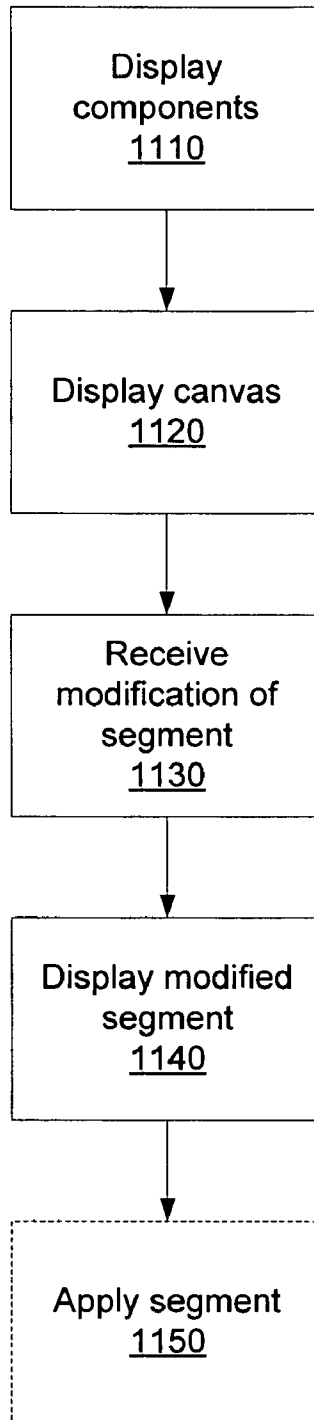 Display
components
1110
Display canvas
1120
Receive
modification of
segment
1130
Display modified
segment
1140
Apply segment
1150